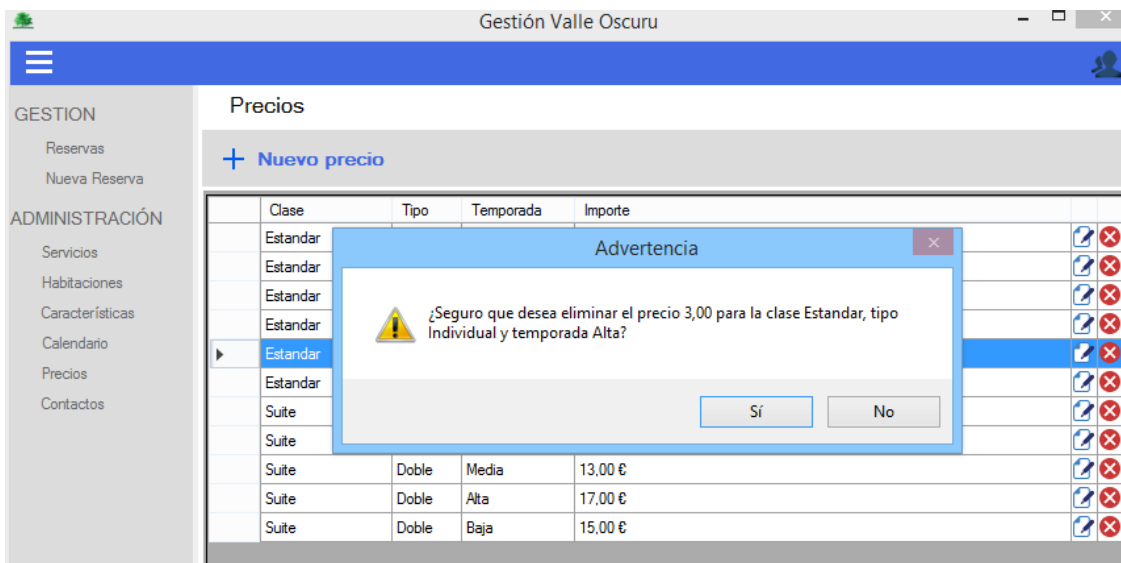 Gestión Valle Oscuru
GESTION
Reservas
Nueva Reserva
ADMINISTRACIÓN
Servicios
Habitaciones
Características
Calendario
Precios
Contactos
Precios
Nuevo precio
Clase Tipo Temporada Importe
Estandar
Estandar
Estandar
Estandar
Estandar
Estandar
Suite
Suite
Suite Doble Media 13,00 €
Suite Doble Alta 17,00 €
Suite Doble Baja 15,00 €
Advertencia
¿Seguro que desea eliminar el precio 3,00 para la clase Estandar, tipo
Individual y temporada Alta?
Sí No